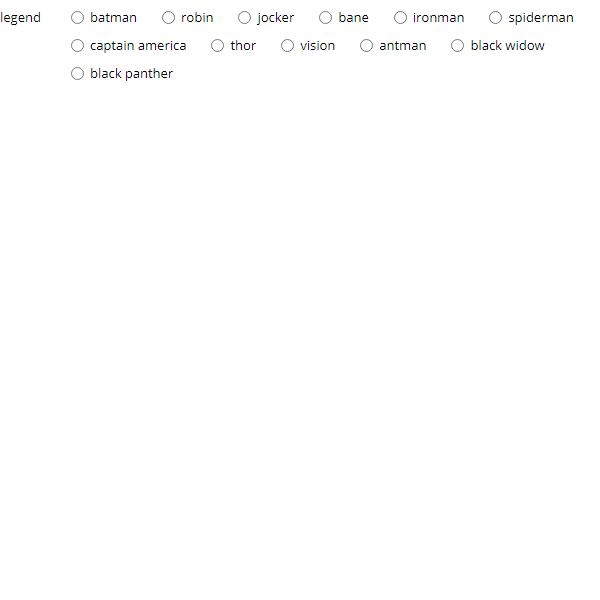 legend batman robin jocker bane ironman spiderman
captain america thor vision antman black widow
black panther